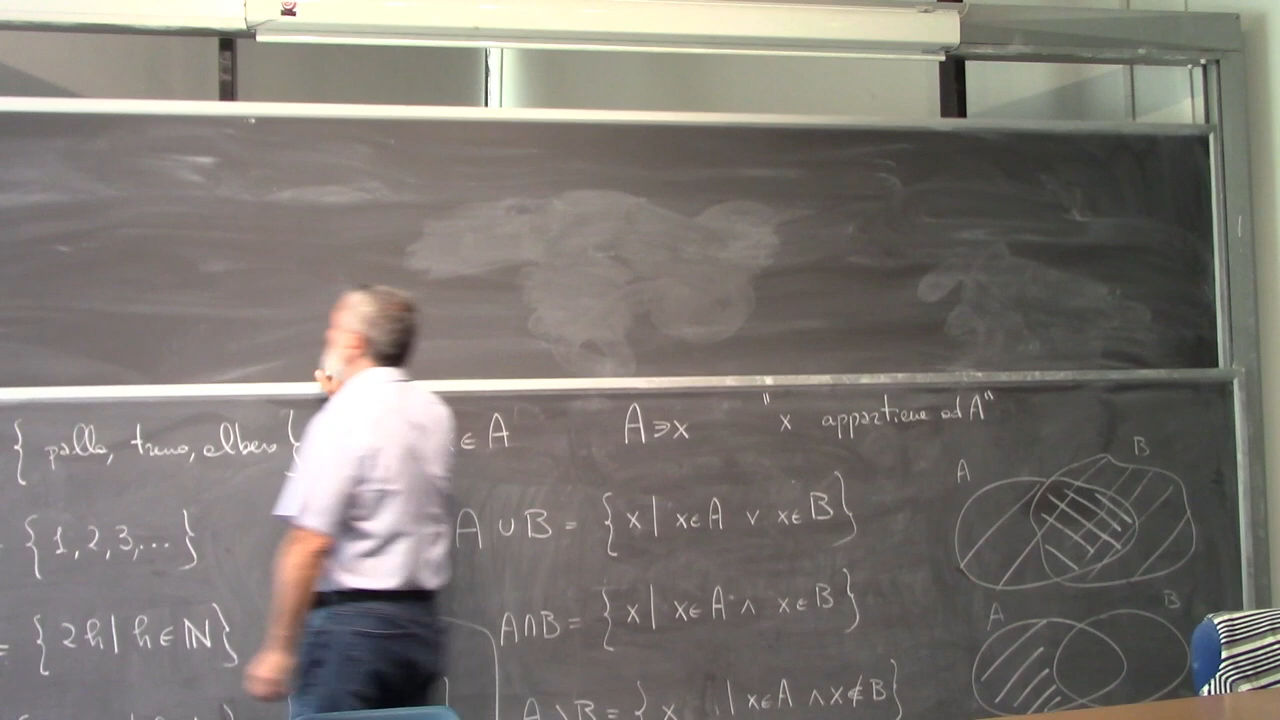 { palla, treno, albero } ∈ A A ∋ x "x appartiene ad A"
A B
= { 1, 2, 3, ... } A ∪ B = { x | x ∈ A ∨ x ∈ B }
= { 2h | h ∈ ℕ } A ∩ B = { x | x ∈ A ∧ x ∈ B }
A B
A \ B = { x | x ∈ A ∧ x ∉ B }